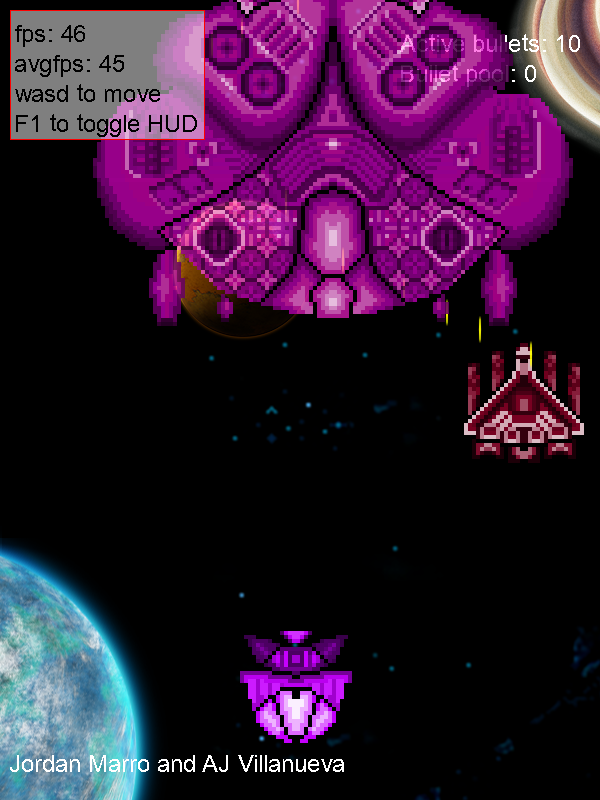 fps: 46
avgfps: 45
wasd to move
F1 to toggle HUD
Active bullets: 10
Bullet pool: 0
Jordan Marro and AJ Villanueva